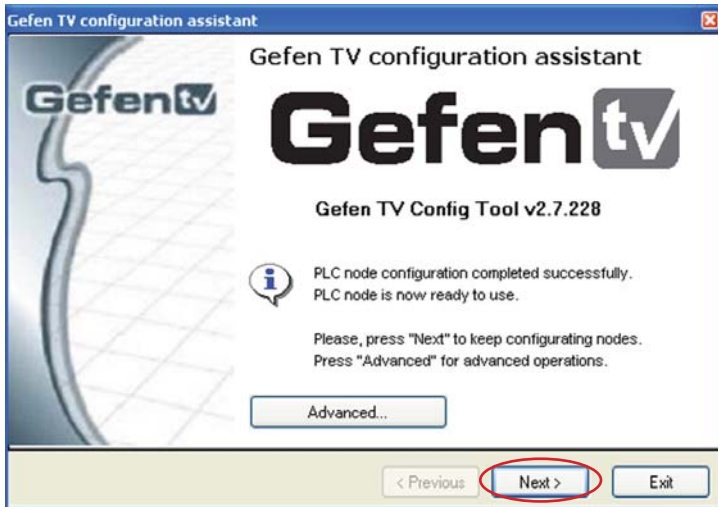 Gefen TV configuration assistant
Gefen tv
Gefen TV configuration assistant
Gefen tv
Gefen TV Config Tool v2.7.228
PLC node configuration completed successfully.
PLC node is now ready to use.
Please, press "Next" to keep configurating nodes.
Press "Advanced" for advanced operations.
Advanced...
< Previous
Next >
Exit